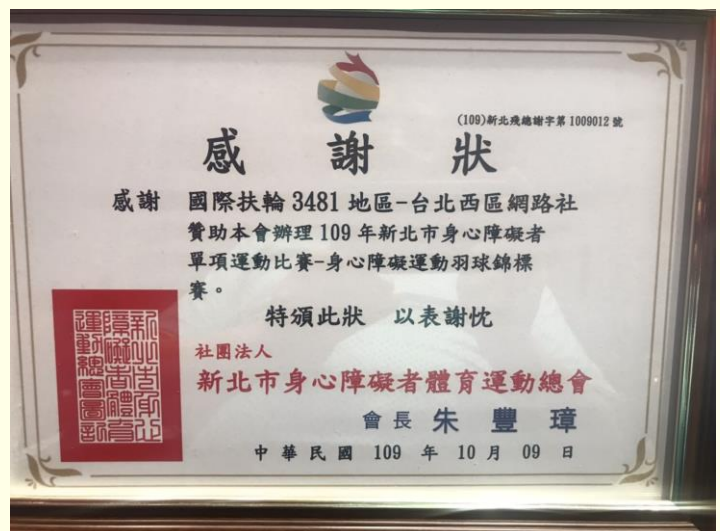 (109)新北殘總謝字第1009012號
感謝狀
感謝 國際扶輪3481地區-台北西區網路社
贊助本會辦理109年新北市身心障礙者
單項運動比賽-身心障礙運動羽球錦標
賽。
特頒此狀 以表謝忱
社團法人
新北市身心障礙者體育運動總會
會長 朱豐璋
中華民國 109 年 10 月 09 日